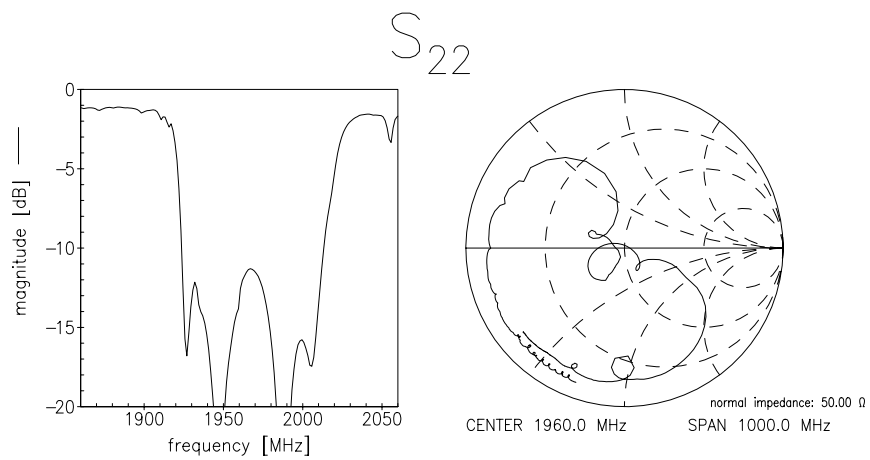 S22
0
-5
-10
-15
-20
magnitude [dB]
1900 1950 2000 2050
frequency [MHz]
normal impedance: 50.00 Ω
CENTER 1960.0 MHz SPAN 1000.0 MHz